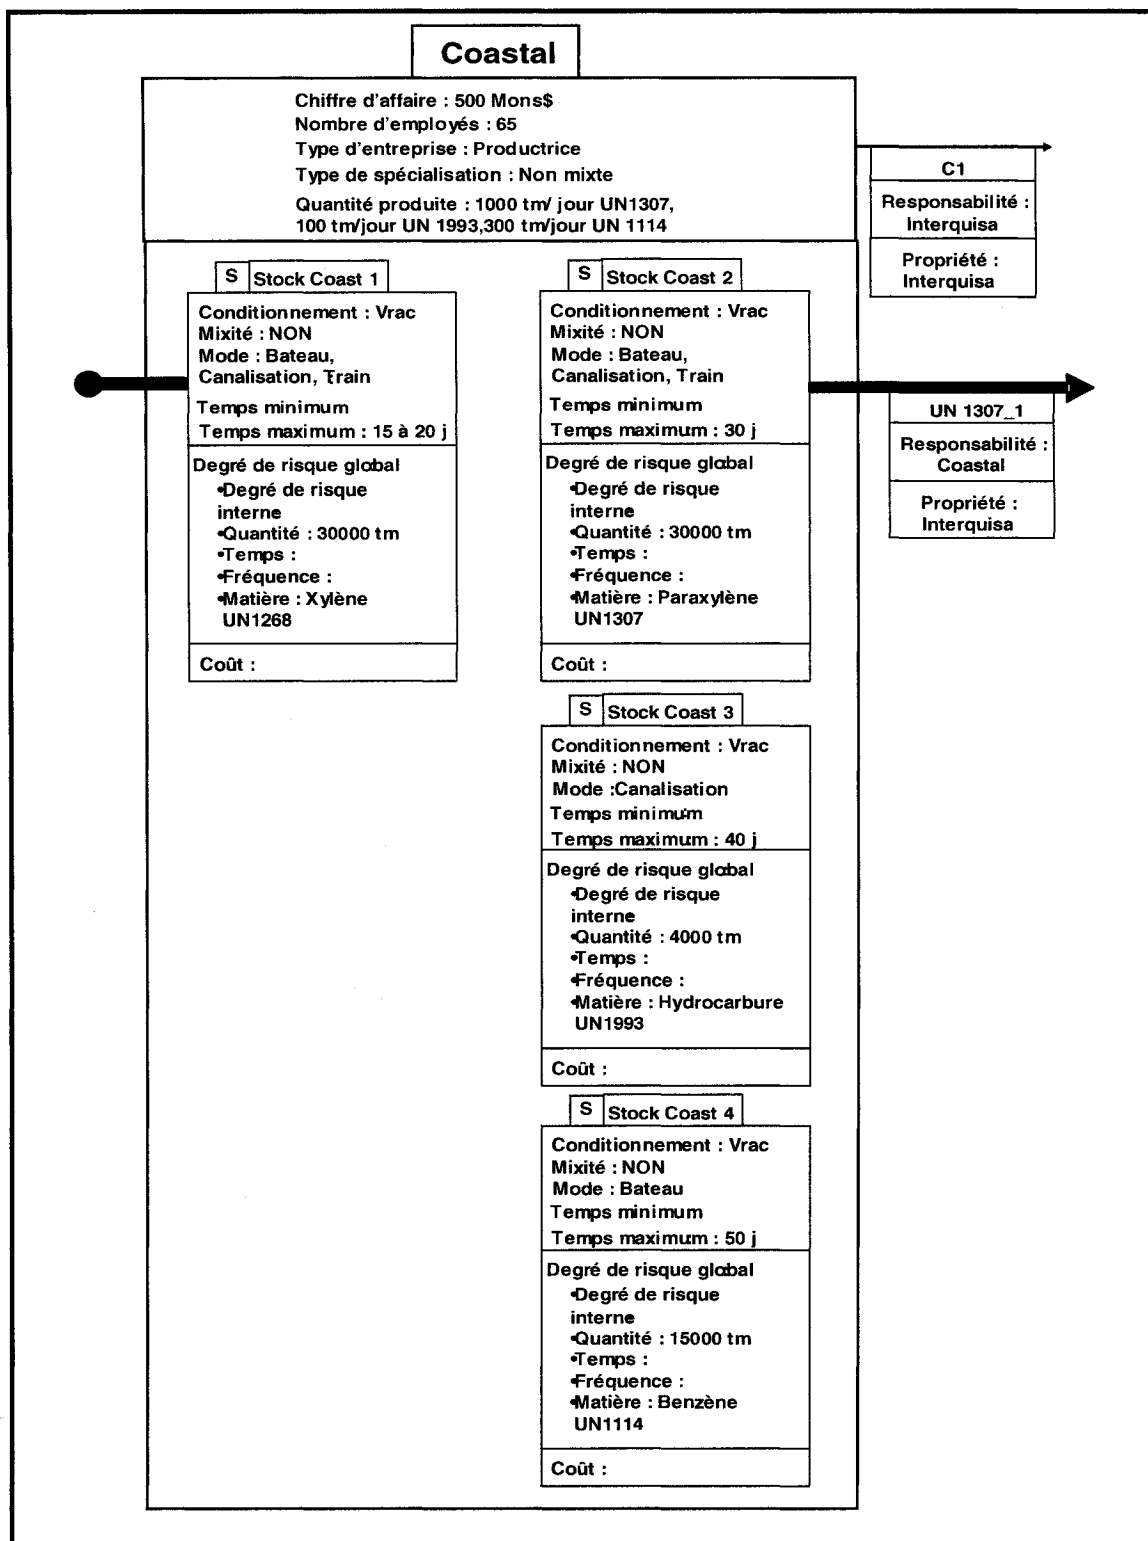 Coastal
Chiffre d'affaire : 500 Mons$
Nombre d'employés : 65
Type d'entreprise : Productrice
Type de spécialisation : Non mixte
Quantité produite : 1000 tm/ jour UN1307,
100 tm/jour UN 1993,300 tm/jour UN 1114
C1
Responsabilité :
Interquisa
Propriété :
Interquisa
S Stock Coast 1
Conditionnement : Vrac
Mixité : NON
Mode : Bateau,
Canalisation, Train
Temps minimum
Temps maximum : 15 à 20 j
Degré de risque global
•Degré de risque
interne
•Quantité : 30000 tm
•Temps :
•Fréquence :
•Matière : Xylène
UN1268
Coût :
S Stock Coast 2
Conditionnement : Vrac
Mixité : NON
Mode : Bateau,
Canalisation, Train
Temps minimum
Temps maximum : 30 j
Degré de risque global
•Degré de risque
interne
•Quantité : 30000 tm
•Temps :
•Fréquence :
•Matière : Paraxylène
UN1307
Coût :
UN 1307_1
Responsabilité :
Coastal
Propriété :
Interquisa
S Stock Coast 3
Conditionnement : Vrac
Mixité : NON
Mode :Canalisation
Temps minimum
Temps maximum : 40 j
Degré de risque global
•Degré de risque
interne
•Quantité : 4000 tm
•Temps :
•Fréquence :
•Matière : Hydrocarbure
UN1993
Coût :
S Stock Coast 4
Conditionnement : Vrac
Mixité : NON
Mode : Bateau
Temps minimum
Temps maximum : 50 j
Degré de risque global
•Degré de risque
interne
•Quantité : 15000 tm
•Temps :
•Fréquence :
•Matière : Benzène
UN1114
Coût :